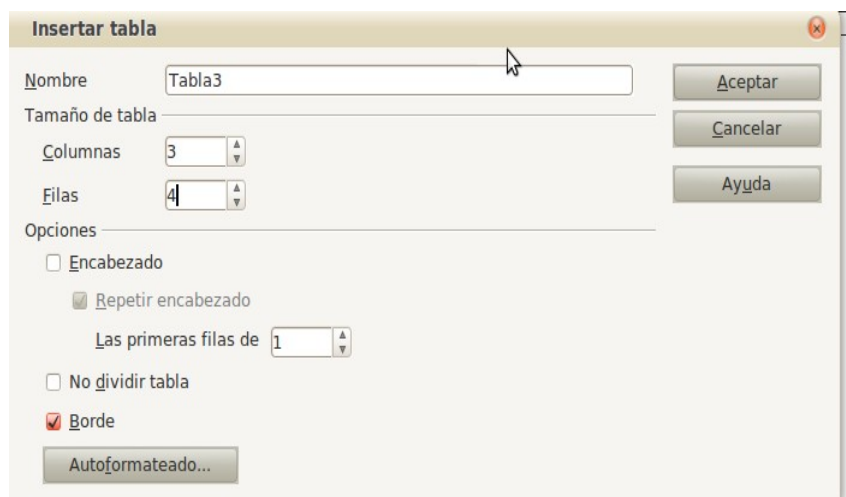 Insertar tabla
Nombre Tabla3 Aceptar
Tamaño de tabla Cancelar
Columnas 3
Filas 4 Ayuda
Opciones
Encabezado
Repetir encabezado
Las primeras filas de 1
No dividir tabla
Borde
Autoformateado...